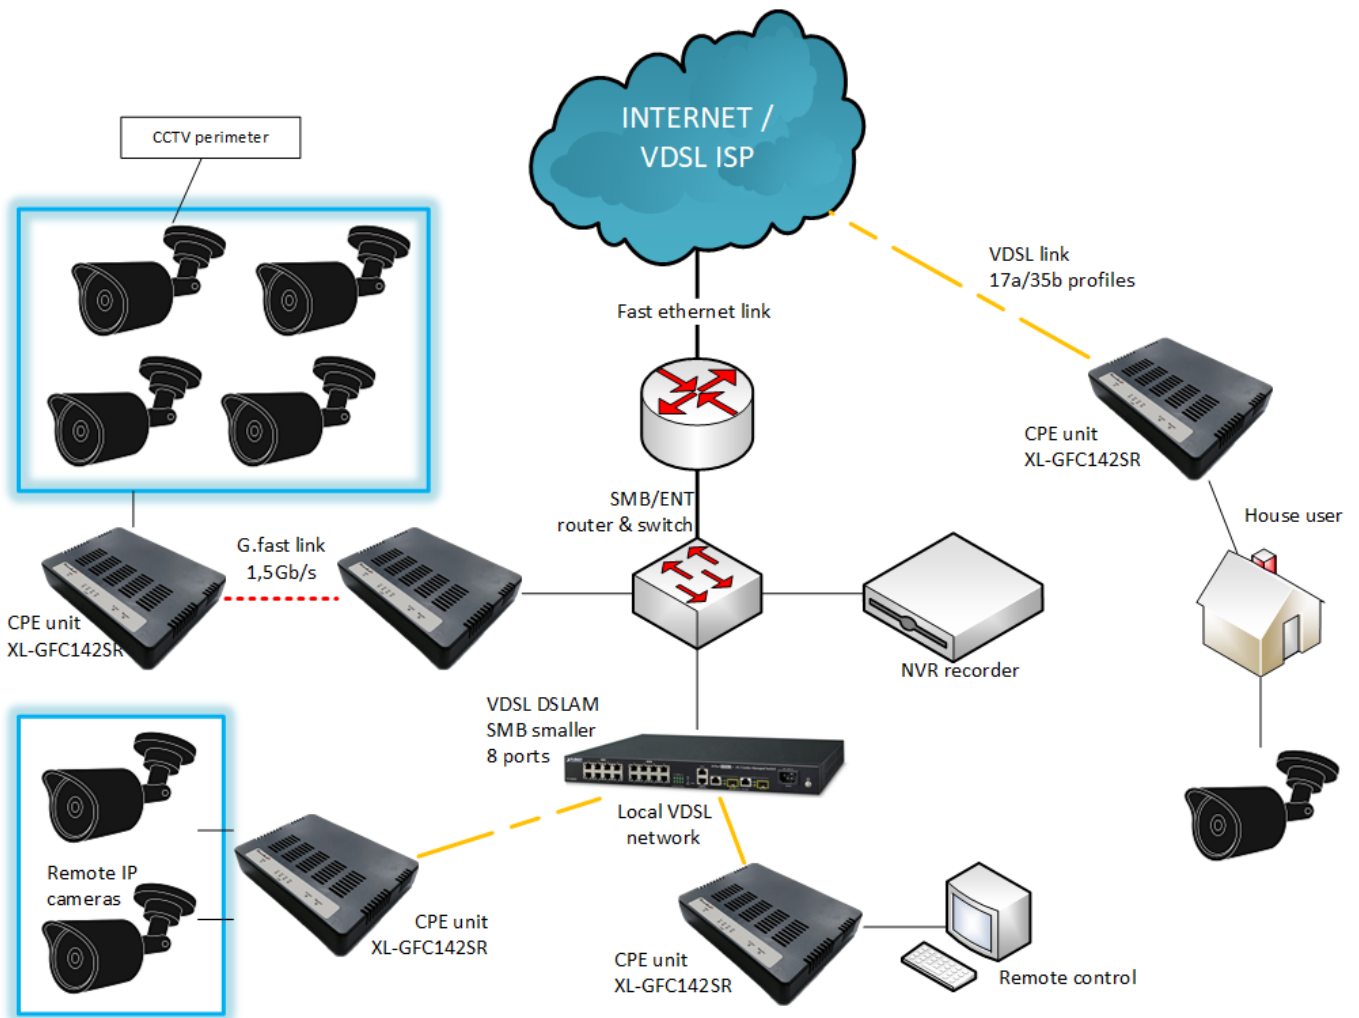 INTERNET /
VDSL ISP
CCTV perimeter
VDSL link
17a/35b profiles
Fast ethernet link
CPE unit
XL-GFC142SR
SMB/ENT
router & switch
House user
G.fast link
1,5Gb/s
CPE unit
XL-GFC142SR
NVR recorder
VDSL DSLAM
SMB smaller
8 ports
Local VDSL
network
Remote IP
cameras
CPE unit
XL-GFC142SR
CPE unit
XL-GFC142SR
Remote control